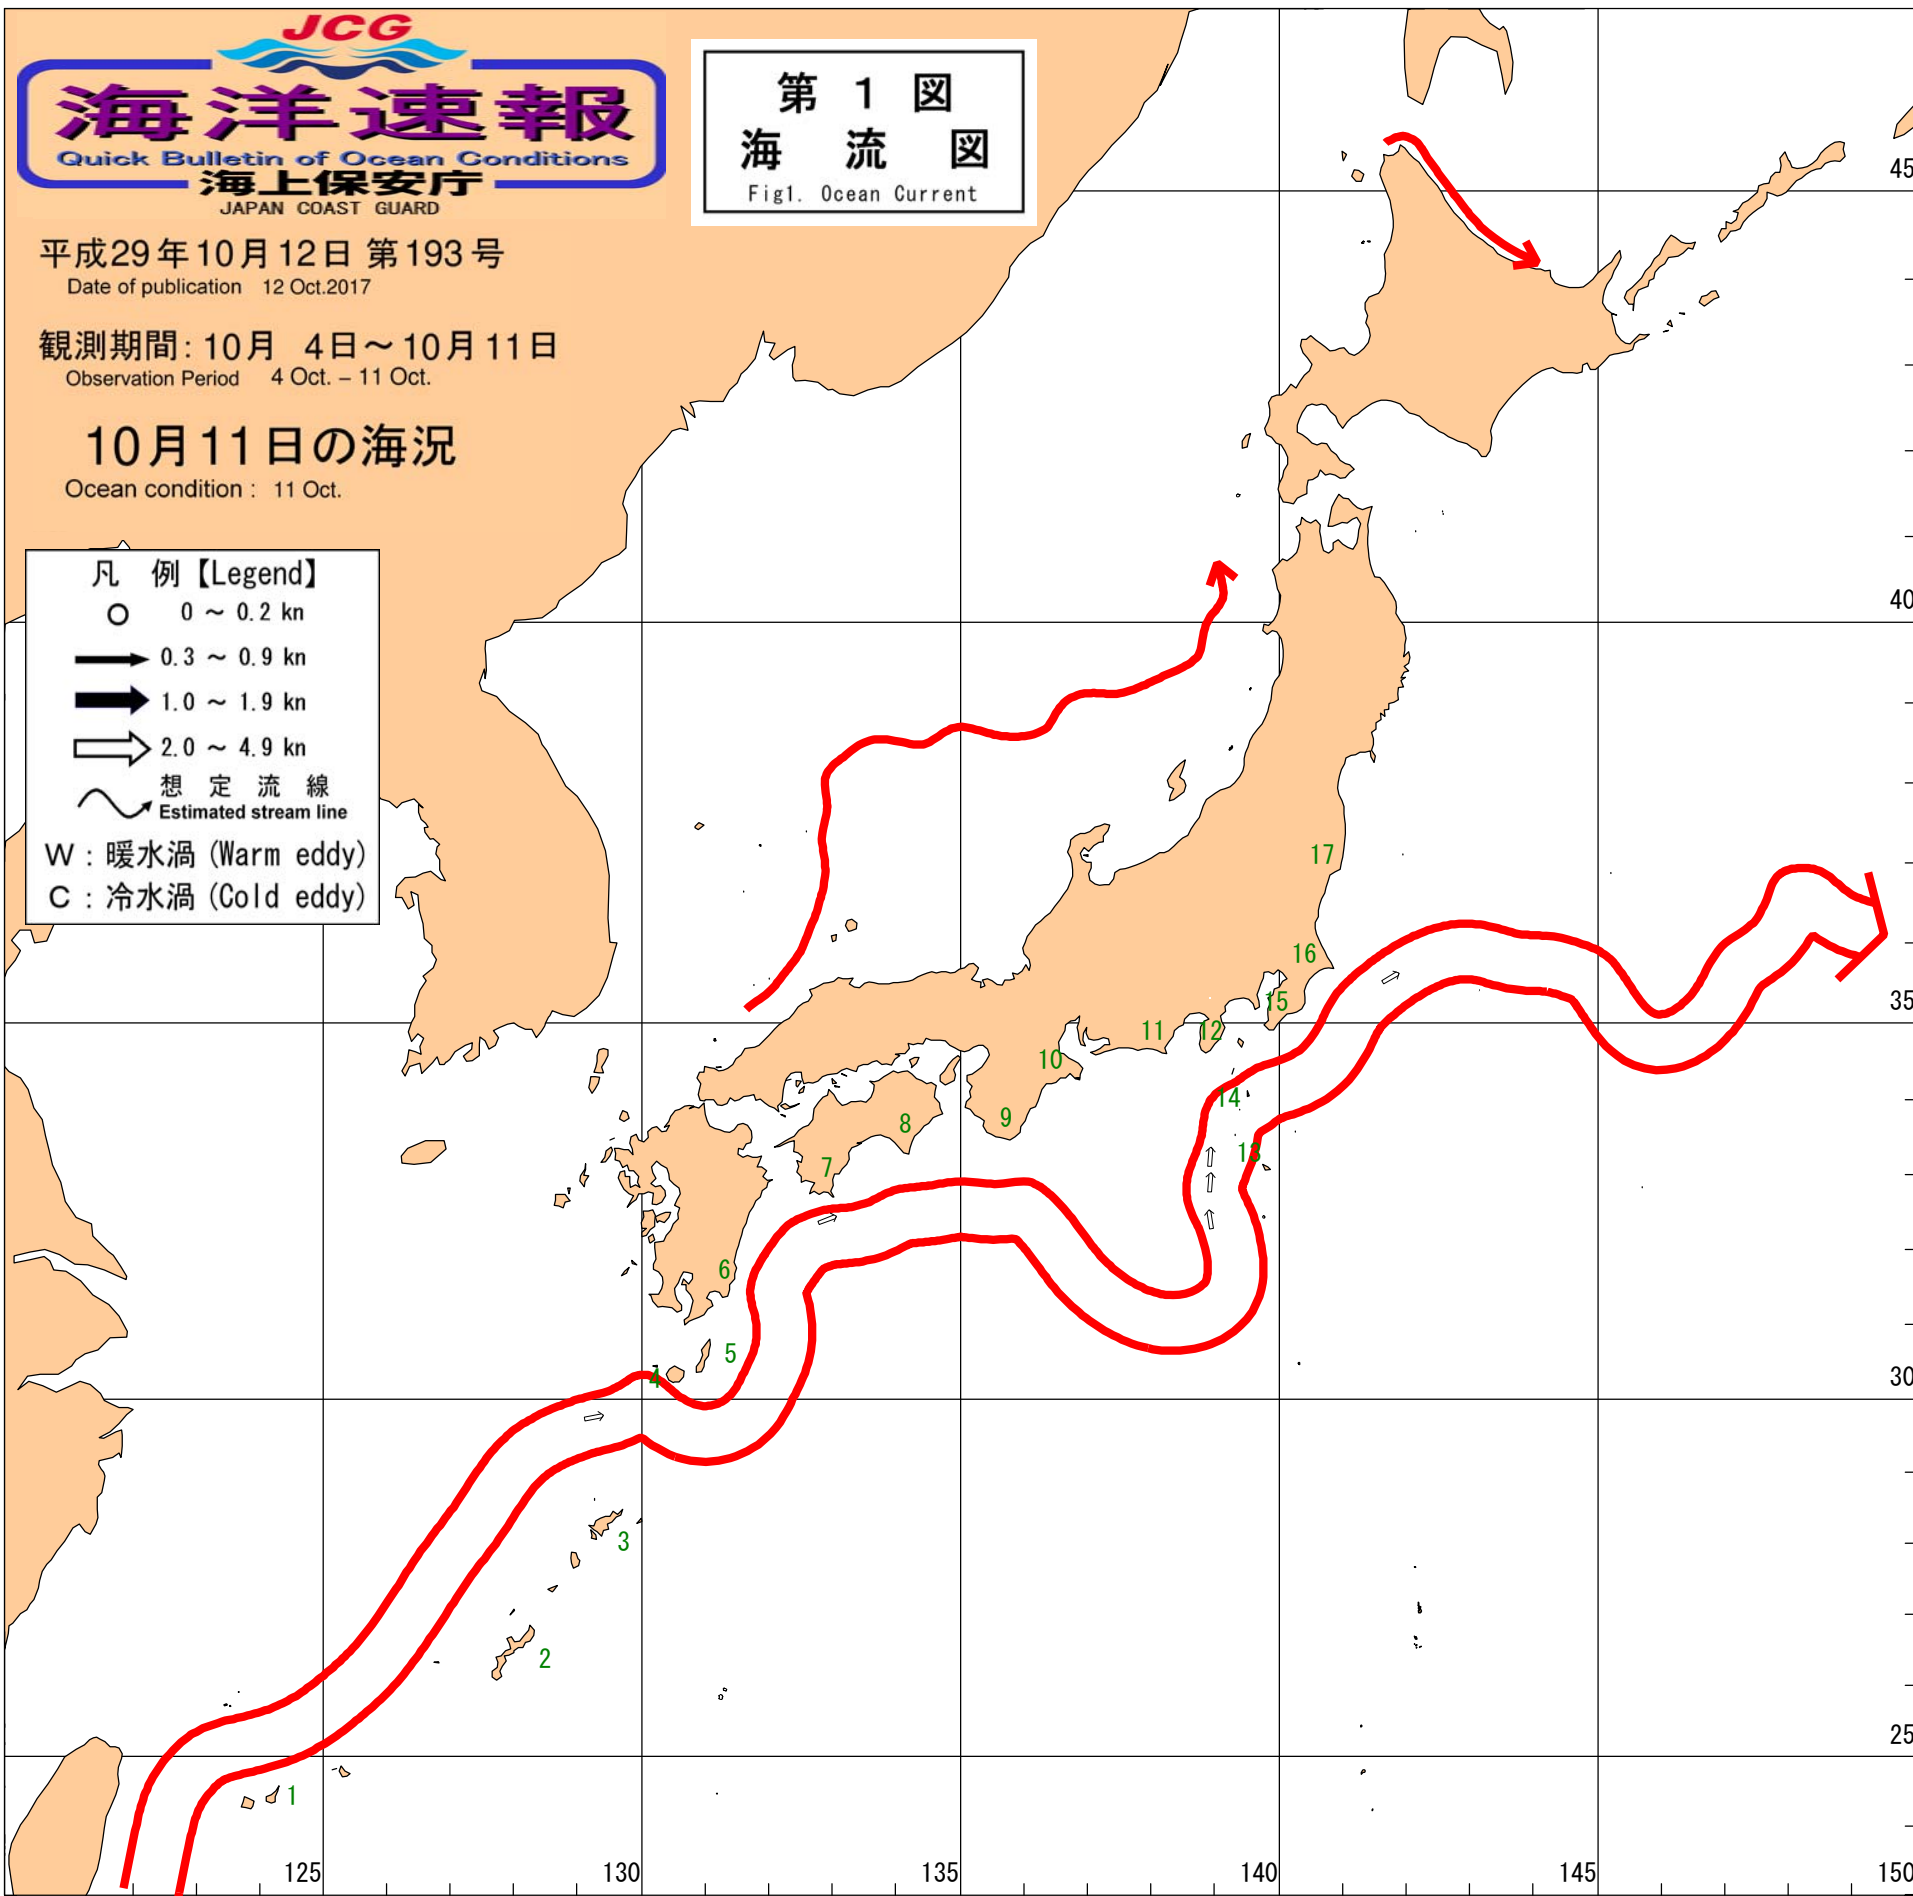 JCG
海洋速報
Quick Bulletin of Ocean Conditions
海上保安庁
JAPAN COAST GUARD
第 1 図
海 流 図
Fig1. Ocean Current
平成29年10月12日 第193号
Date of publication 12 Oct.2017
観測期間: 10月 4日～10月11日
Observation Period 4 Oct. – 11 Oct.
10月11日の海況
Ocean condition : 11 Oct.
凡 例【Legend】
0 ～ 0.2 kn
0.3 ～ 0.9 kn
1.0 ～ 1.9 kn
2.0 ～ 4.9 kn
想 定 流 線
Estimated stream line
W : 暖水渦 (Warm eddy)
C : 冷水渦 (Cold eddy)
45
40
35
30
25
17
16
15
11
12
10
14
9
8
13
7
6
5
4
3
2
1
125
130
135
140
145
150